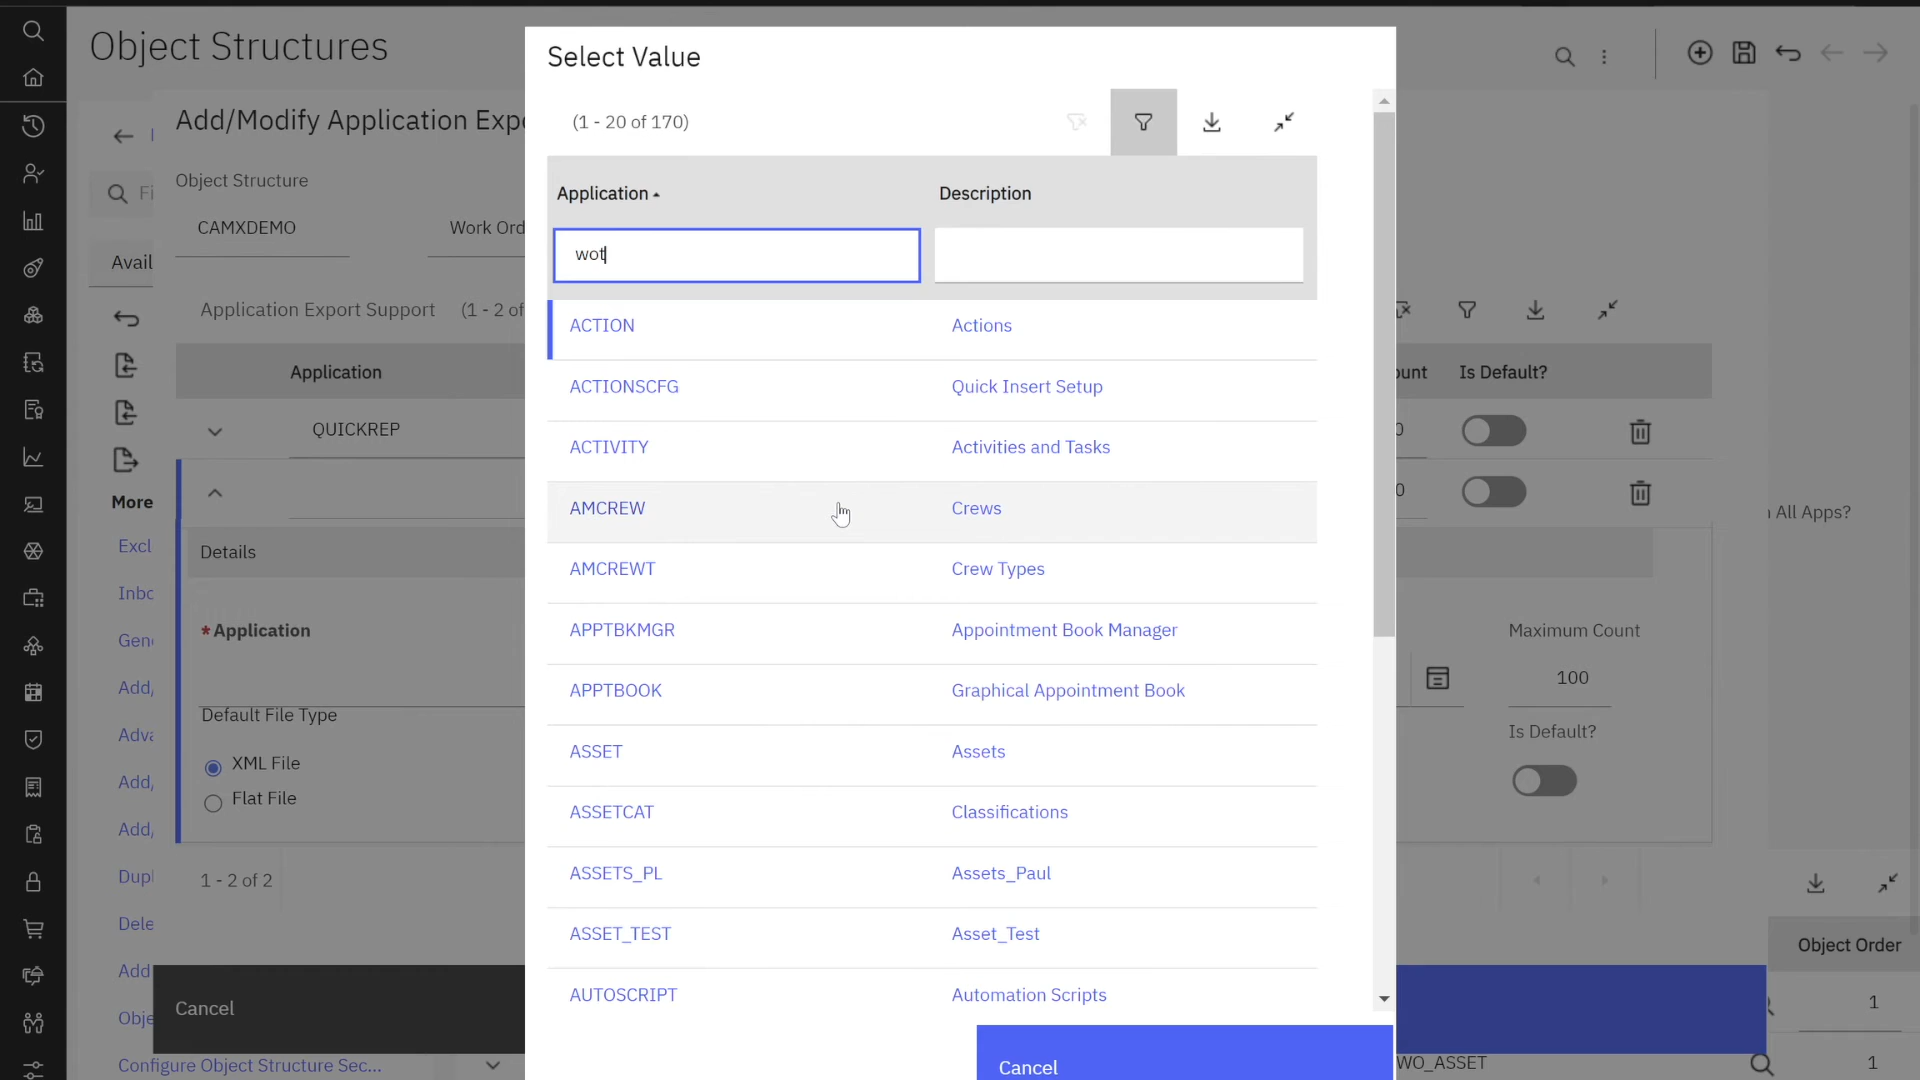 Object Structures
Add/Modify Application Expo
Object Structure
CAMXDEMO
Work Ord
Fi
Avail
Application Export Support (1 - 2 of
Application
QUICKREP
More
Details
Excl
Inbo
Gene
Add,
Adva
Add,
Add,
Dupl
Dele
Add
Obje
Configure Object Structure Sec...
*Application
Default File Type
XML File
Flat File
1 - 2 of 2
Cancel
Select Value
(1 - 20 of 170)
Application
Description
wot
ACTION Actions
ACTIONSCFG Quick Insert Setup
ACTIVITY Activities and Tasks
AMCREW Crews
AMCREWT Crew Types
APPTBKMGR Appointment Book Manager
APPTBOOK Graphical Appointment Book
ASSET Assets
ASSETCAT Classifications
ASSETS_PL Assets_Paul
ASSET_TEST Asset_Test
AUTOSCRIPT Automation Scripts
Cancel
ount
Is Default?
0
0
All Apps?
Maximum Count
100
Is Default?
Object Order
1
WO_ASSET
1